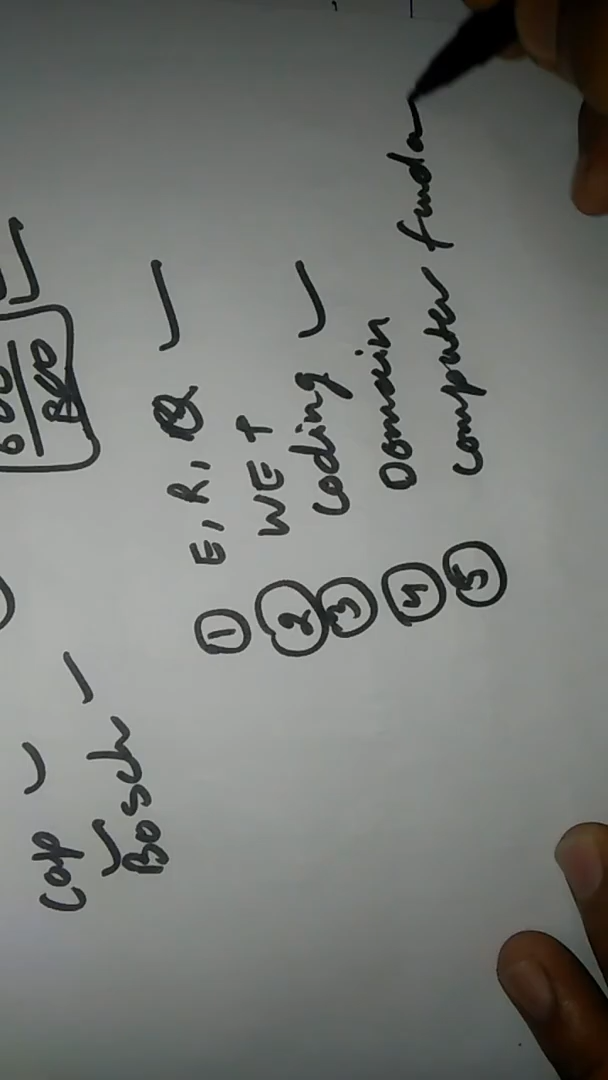 Cap
Bosch
① E, R, Q
② WET
③ Coding
④ Domain
⑤ Computer funda